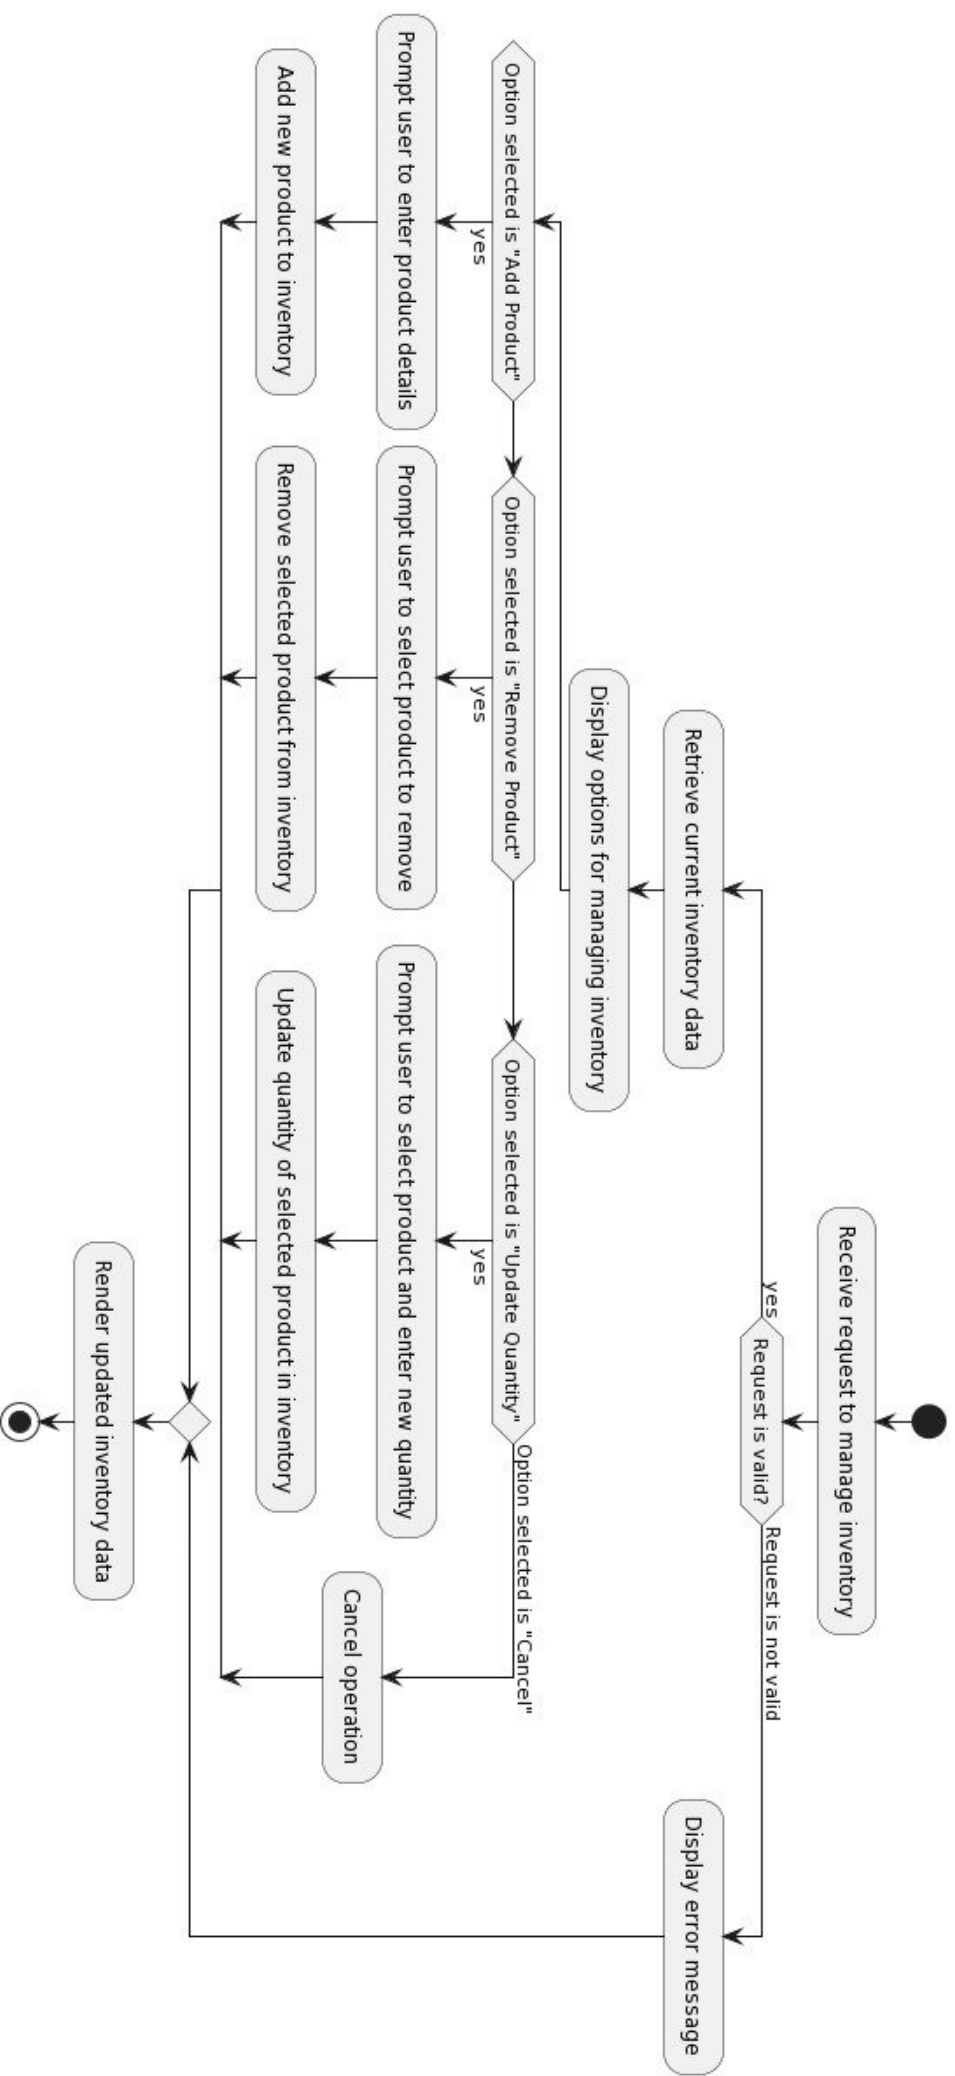 Receive request to manage inventory
yes
Request is valid?
Request is not valid
Retrieve current inventory data
Display error message
Display options for managing inventory
Option selected is "Add Product"
Option selected is "Remove Product"
Option selected is "Update Quantity"
Option selected is "Cancel"
yes
yes
yes
Prompt user to enter product details
Prompt user to select product to remove
Prompt user to select product and enter new quantity
Cancel operation
Add new product to inventory
Remove selected product from inventory
Update quantity of selected product in inventory
Render updated inventory data